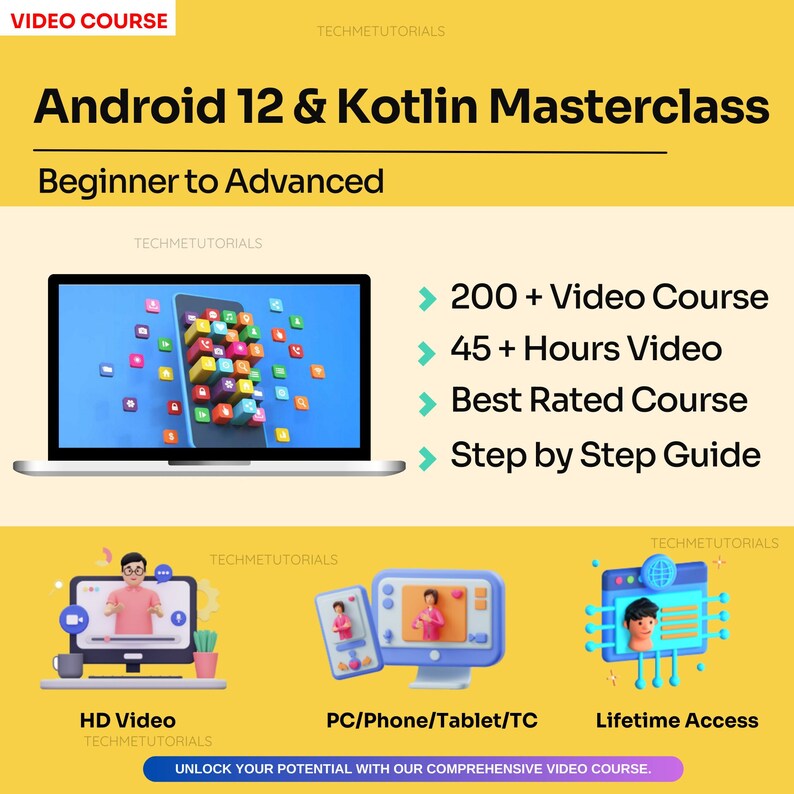 VIDEO COURSE
TECHMETUTORIALS
Android 12 & Kotlin Masterclass
Beginner to Advanced
TECHMETUTORIALS
200 + Video Course
45 + Hours Video
Best Rated Course
Step by Step Guide
TECHMETUTORIALS
TECHMETUTORIALS
HD Video
PC/Phone/Tablet/TC
Lifetime Access
TECHMETUTORIALS
UNLOCK YOUR POTENTIAL WITH OUR COMPREHENSIVE VIDEO COURSE.